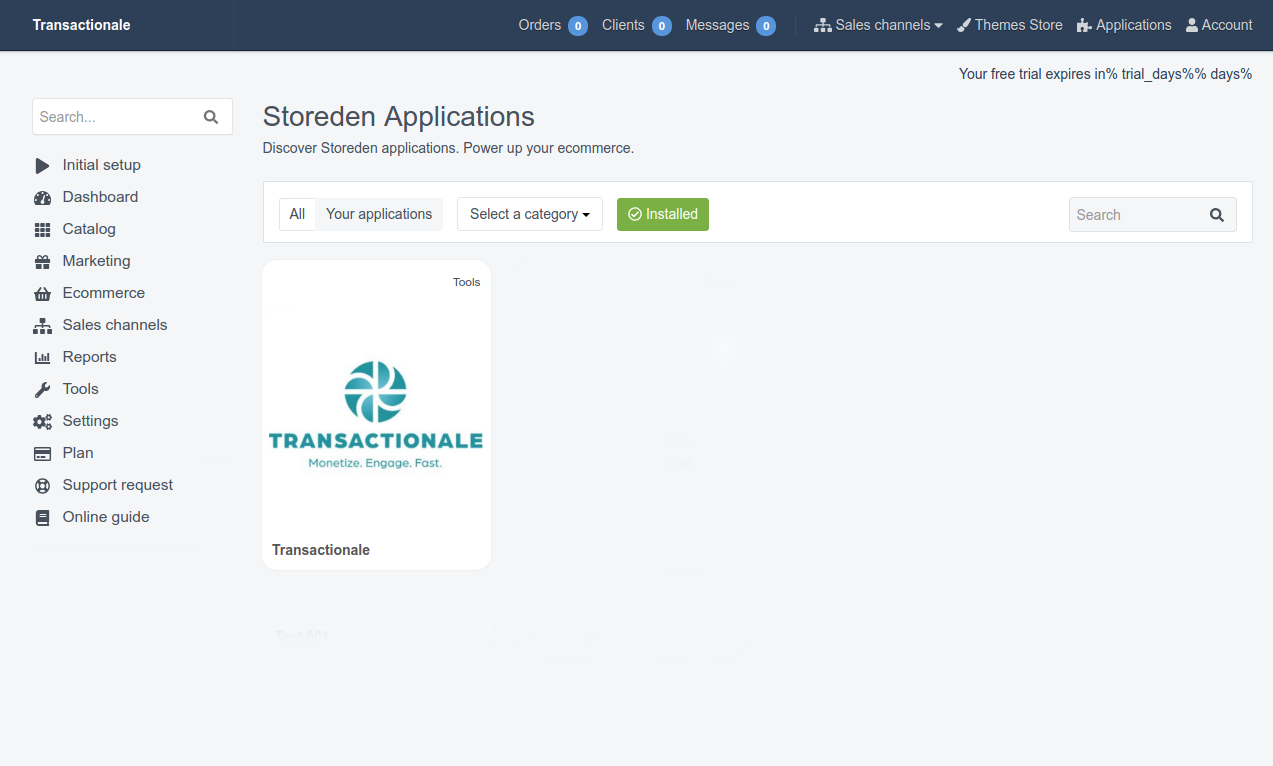 Transactionale
Orders 0 Clients 0 Messages 0 Sales channels Themes Store Applications Account
Your free trial expires in% trial_days%% days%
Search...
Initial setup
Dashboard
Catalog
Marketing
Ecommerce
Sales channels
Reports
Tools
Settings
Plan
Support request
Online guide
Storeden Applications
Discover Storeden applications. Power up your ecommerce.
All Your applications Select a category Installed Search
Tools
TRANSACTIONALE
Monetize. Engage. Fast.
Transactionale